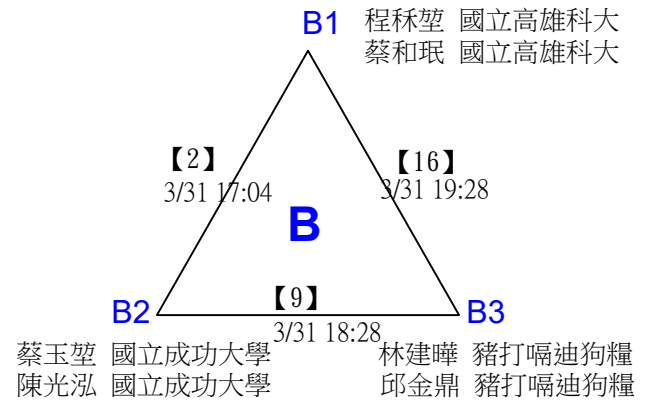 B1
程秝堃 國立高雄科大
蔡和珉 國立高雄科大
【2】
3/31 17:04
【16】
3/31 19:28
B
B2
【9】
3/31 18:28
B3
蔡玉堃 國立成功大學
陳光泓 國立成功大學
林建曄 豬打嗝迪狗糧
邱金鼎 豬打嗝迪狗糧